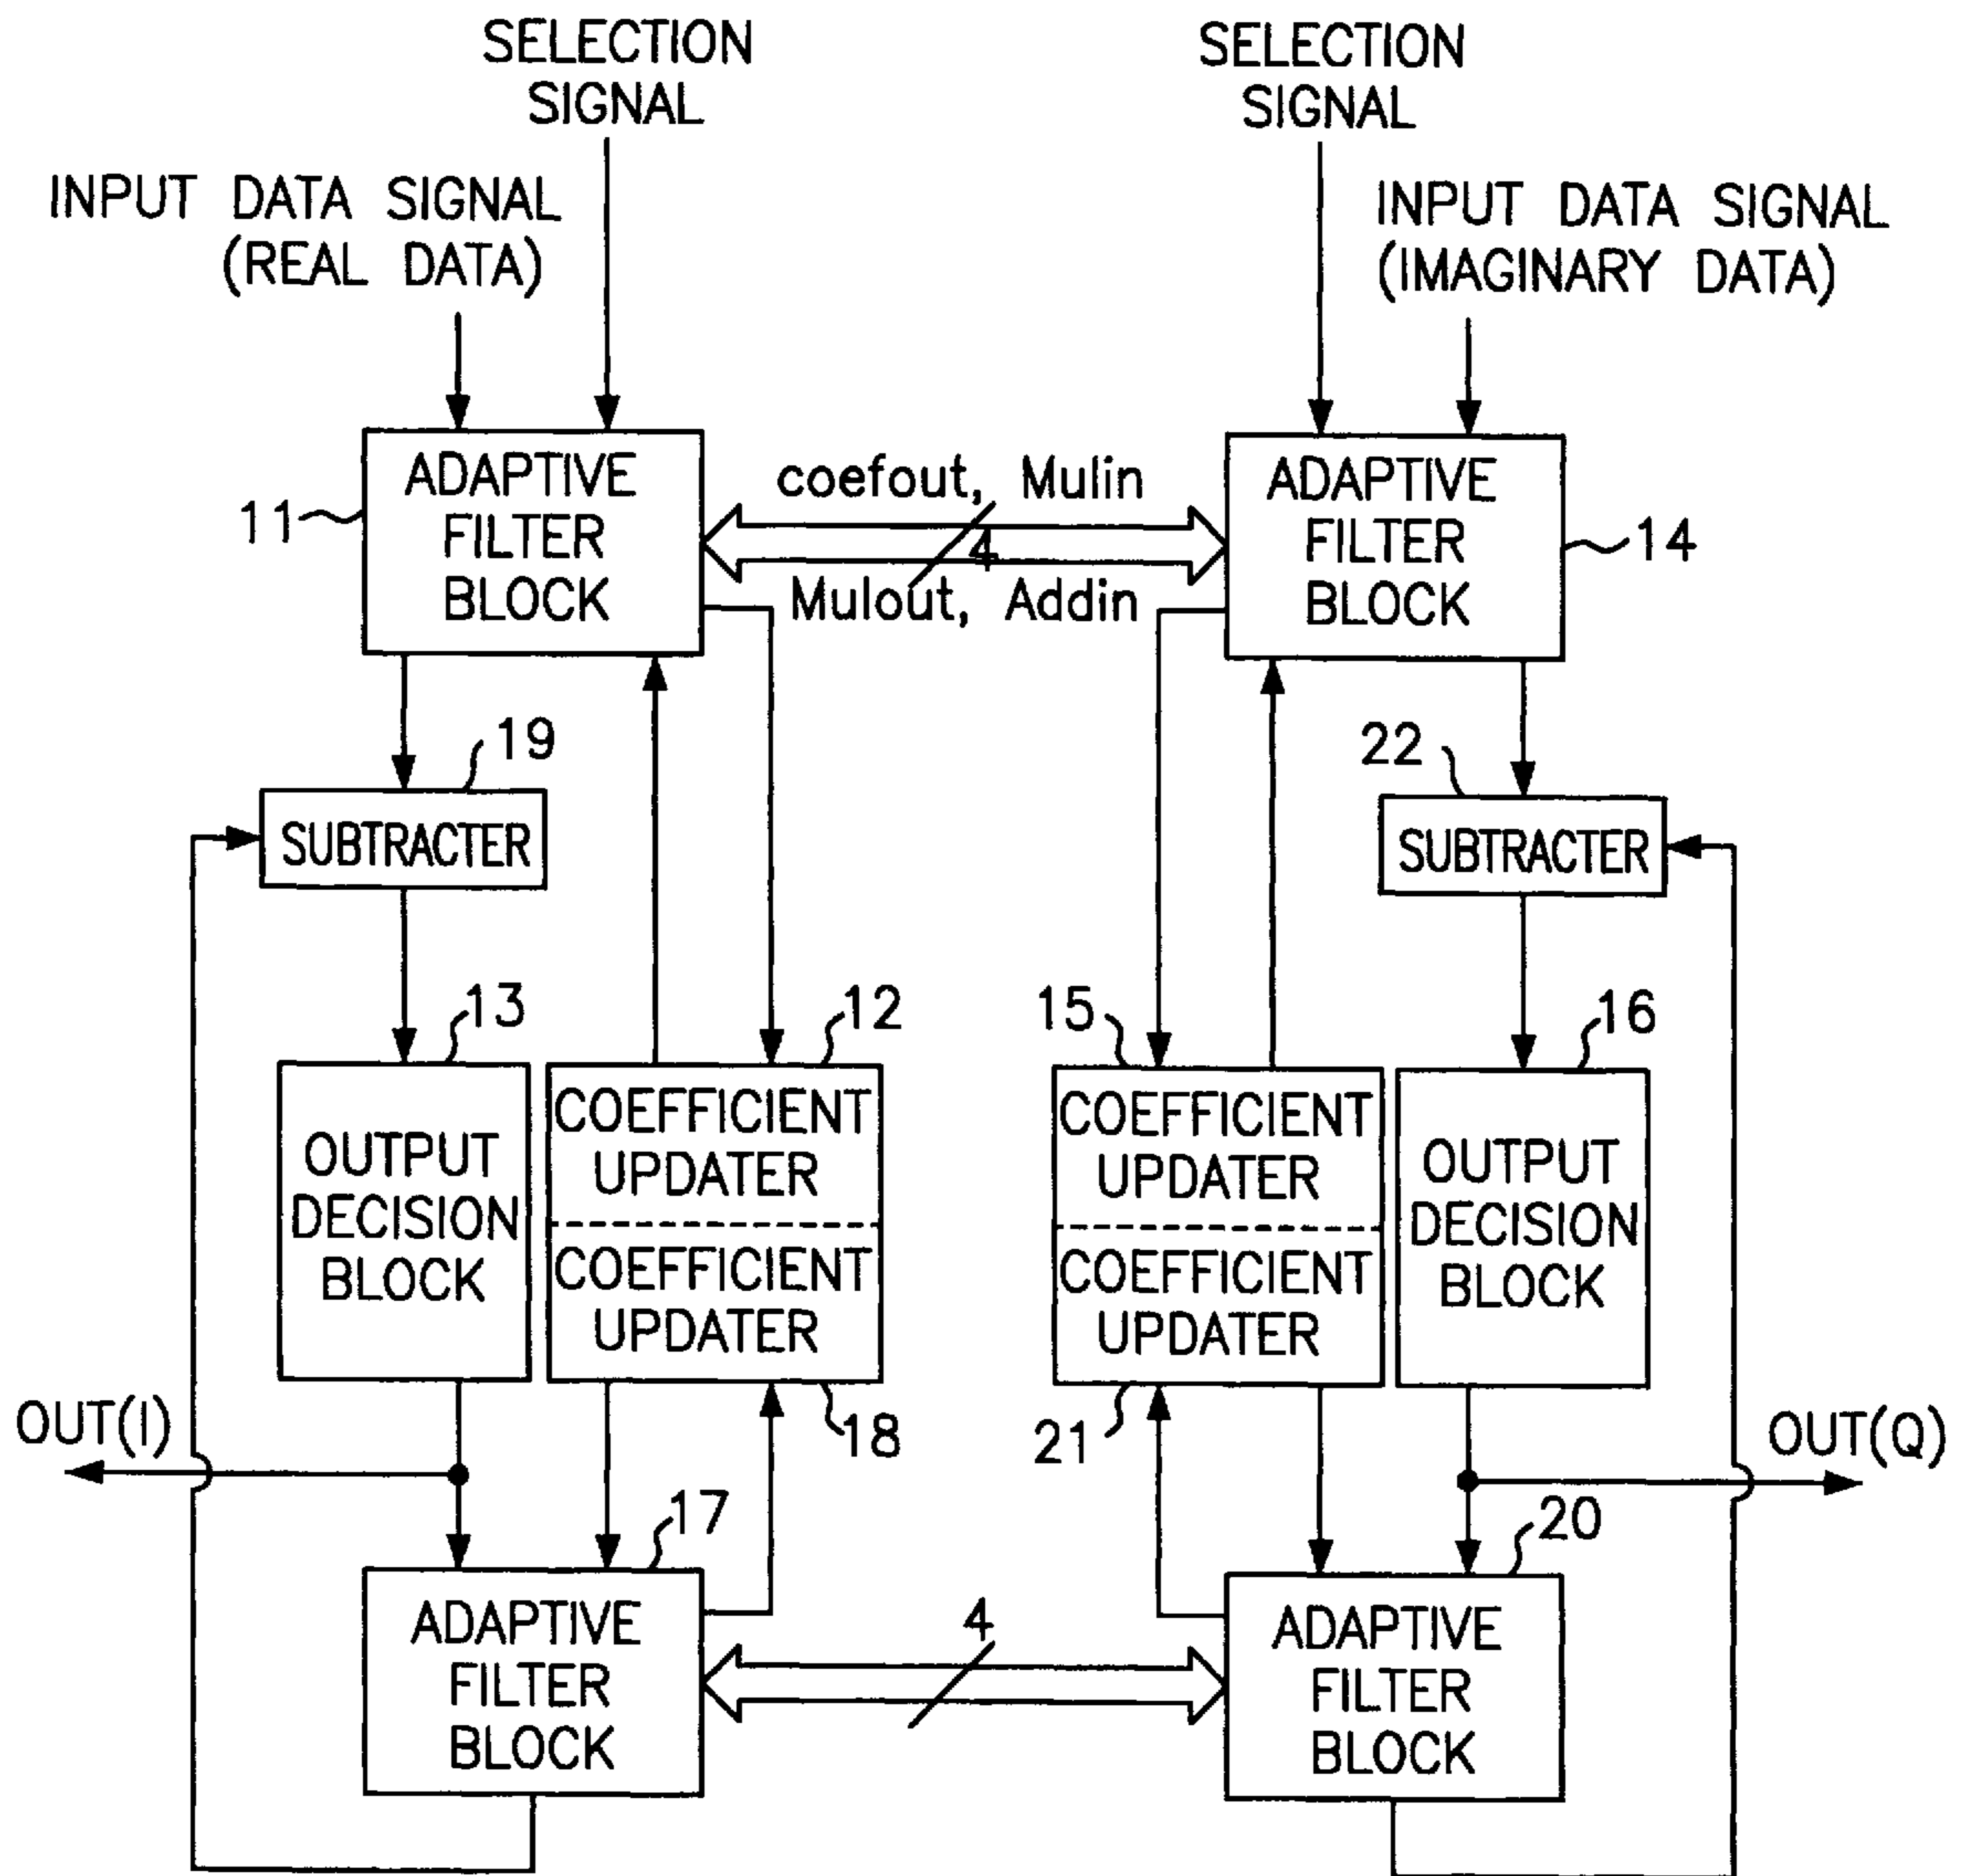 SELECTION
SIGNAL
SELECTION
SIGNAL
INPUT DATA SIGNAL
(REAL DATA)
INPUT DATA SIGNAL
(IMAGINARY DATA)
ADAPTIVE
FILTER
BLOCK
11
coefout, Mulin
4
Mulout, Addin
ADAPTIVE
FILTER
BLOCK
14
19
SUBTRACTER
22
SUBTRACTER
13
OUTPUT
DECISION
BLOCK
12
COEFFICIENT
UPDATER
COEFFICIENT
UPDATER
18
15
COEFFICIENT
UPDATER
COEFFICIENT
UPDATER
21
16
OUTPUT
DECISION
BLOCK
OUT(I)
OUT(Q)
17
ADAPTIVE
FILTER
BLOCK
4
20
ADAPTIVE
FILTER
BLOCK